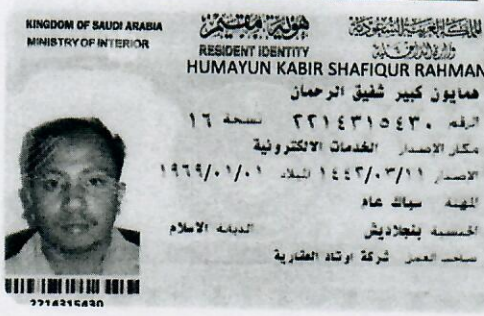 KINGDOM OF SAUDI ARABIA
MINISTRY OF INTERIOR
هوية مقيم
RESIDENT IDENTITY
المملكة العربية السعودية
وزارة الداخلية
HUMAYUN KABIR SHAFIQUR RAHMAN
همايون كبير شفيق الرحمان
الرقم ٢٢١٤٣١٥٤٣٠ نسخة ١٦
مكان الاصدار الخدمات الالكترونية
الاصدار ١٤٤٢/٠٣/١١ الميلاد ١٩٦٩/٠١/٠١
المهنة سباك عام
الجنسية بنجلاديش الديانة الاسلام
صاحب العمل شركة اوتاد العقارية
2214315430